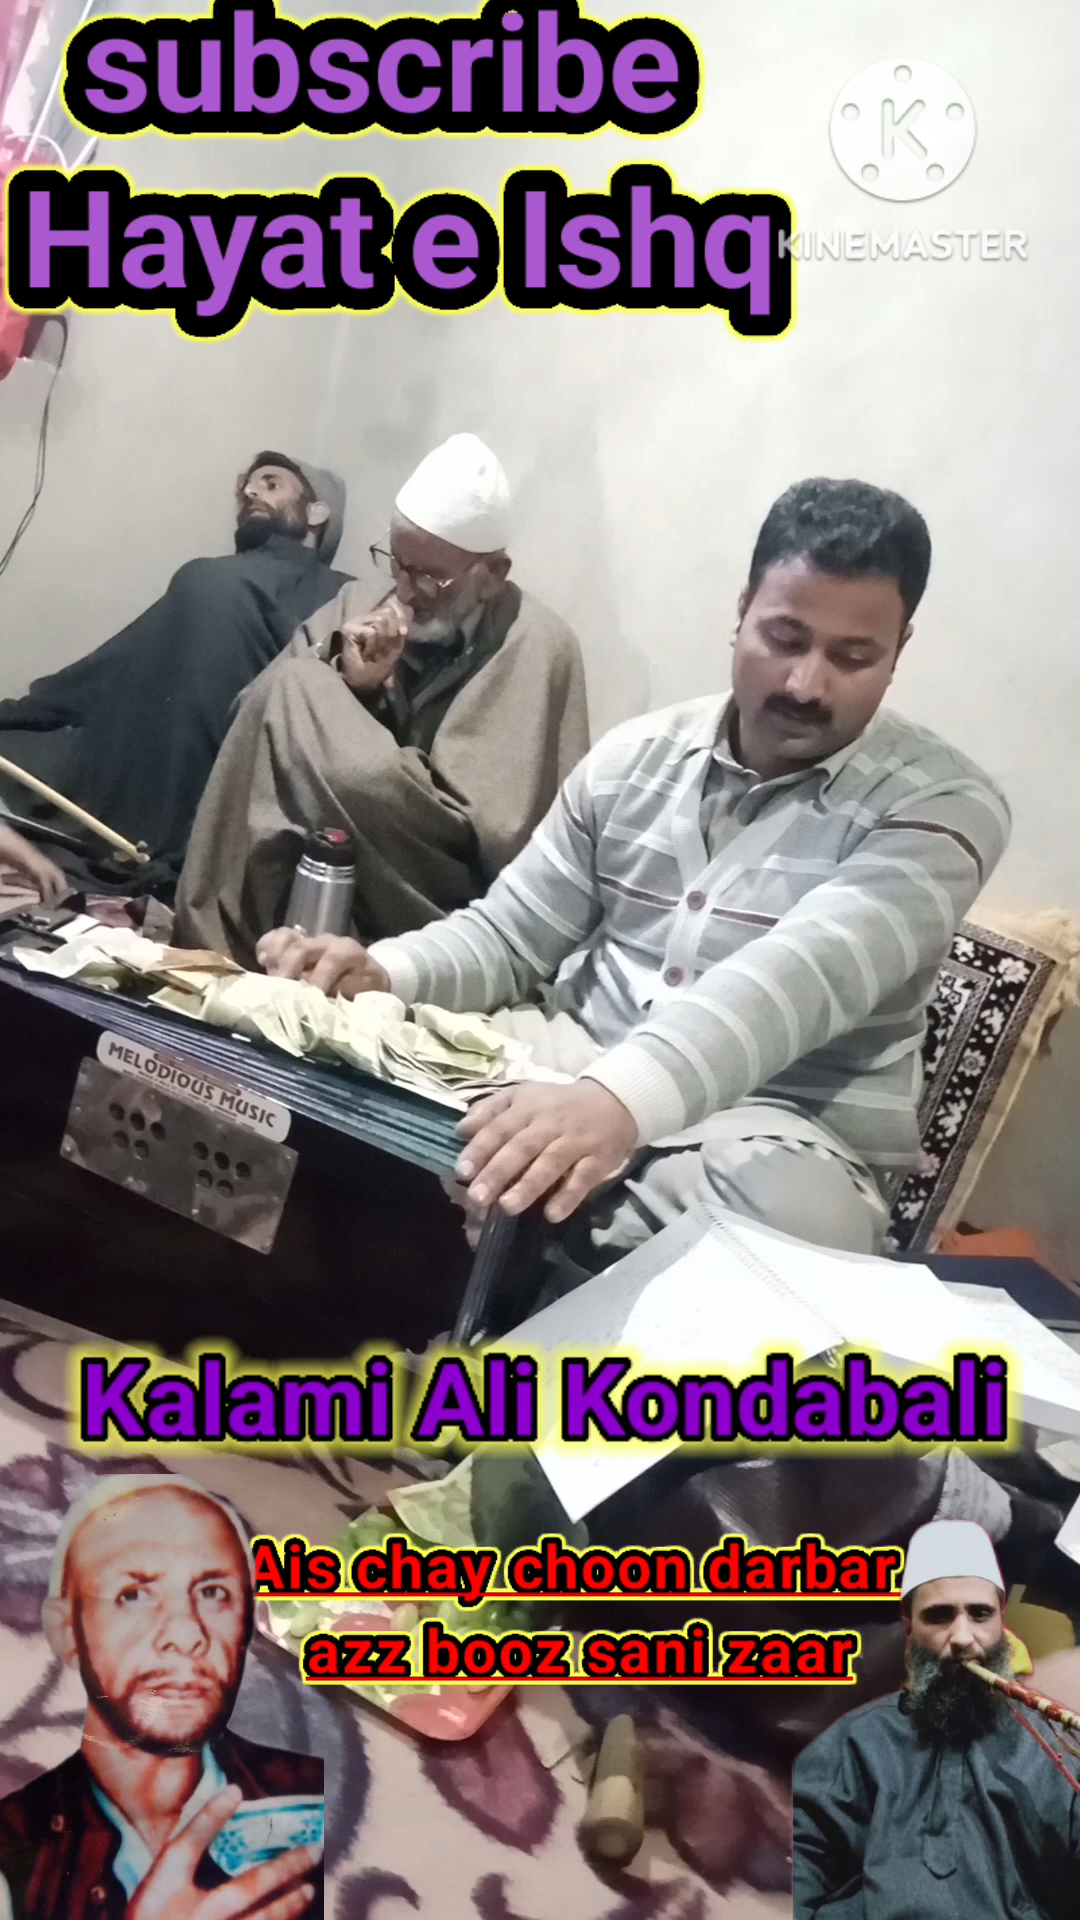 subscribe
Hayat e Ishq
K
KINEMASTER
MELODIOUS MUSIC
Kalami Ali Kondabali
Ais chay choon darbar
azz booz sani zaar